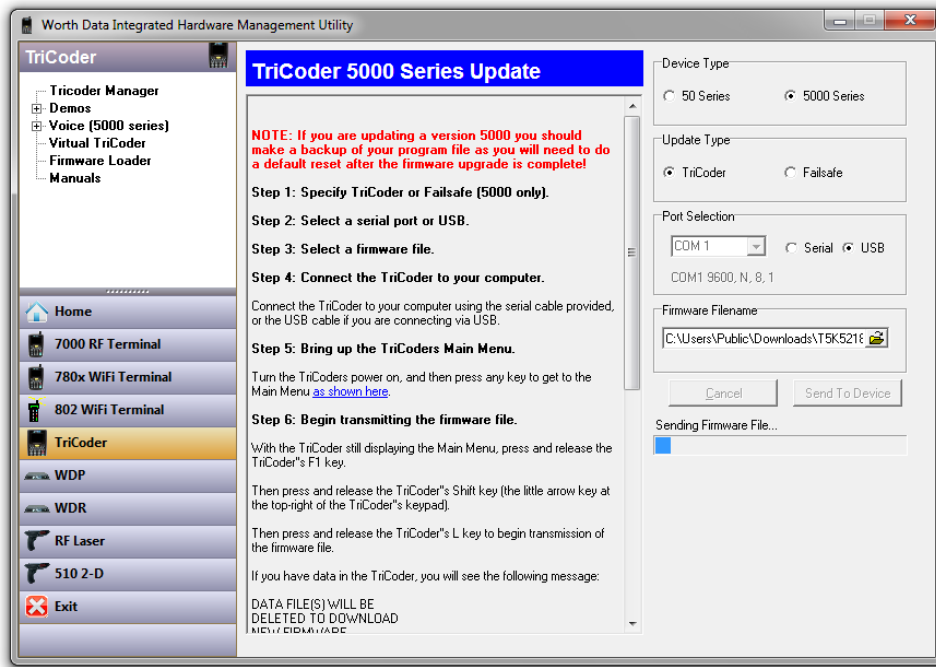 Worth Data Integrated Hardware Management Utility
TriCoder
Tricoder Manager
Demos
Voice (5000 series)
Virtual TriCoder
Firmware Loader
Manuals
Home
7000 RF Terminal
780x WiFi Terminal
802 WiFi Terminal
TriCoder
WDP
WDR
RF Laser
510 2-D
Exit
TriCoder 5000 Series Update
NOTE: If you are updating a version 5000 you should
make a backup of your program file as you will need to do
a default reset after the firmware upgrade is complete!
Step 1: Specify TriCoder or Failsafe (5000 only).
Step 2: Select a serial port or USB.
Step 3: Select a firmware file.
Step 4: Connect the TriCoder to your computer.
Connect the TriCoder to your computer using the serial cable provided,
or the USB cable if you are connecting via USB.
Step 5: Bring up the TriCoders Main Menu.
Turn the TriCoders power on, and then press any key to get to the
Main Menu as shown here.
Step 6: Begin transmitting the firmware file.
With the TriCoder still displaying the Main Menu, press and release the
TriCoder"s F1 key.
Then press and release the TriCoder"s Shift key (the little arrow key at
the top-right of the TriCoder"s keypad).
Then press and release the TriCoder"s L key to begin transmission of
the firmware file.
If you have data in the TriCoder, you will see the following message:
DATA FILE(S) WILL BE
DELETED TO DOWNLOAD
NEW FIRMWARE
Device Type
50 Series
5000 Series
Update Type
TriCoder
Failsafe
Port Selection
COM 1
Serial
USB
COM1 9600, N, 8, 1
Firmware Filename
C:\Users\Public\Downloads\T5K5218
Cancel
Send To Device
Sending Firmware File...